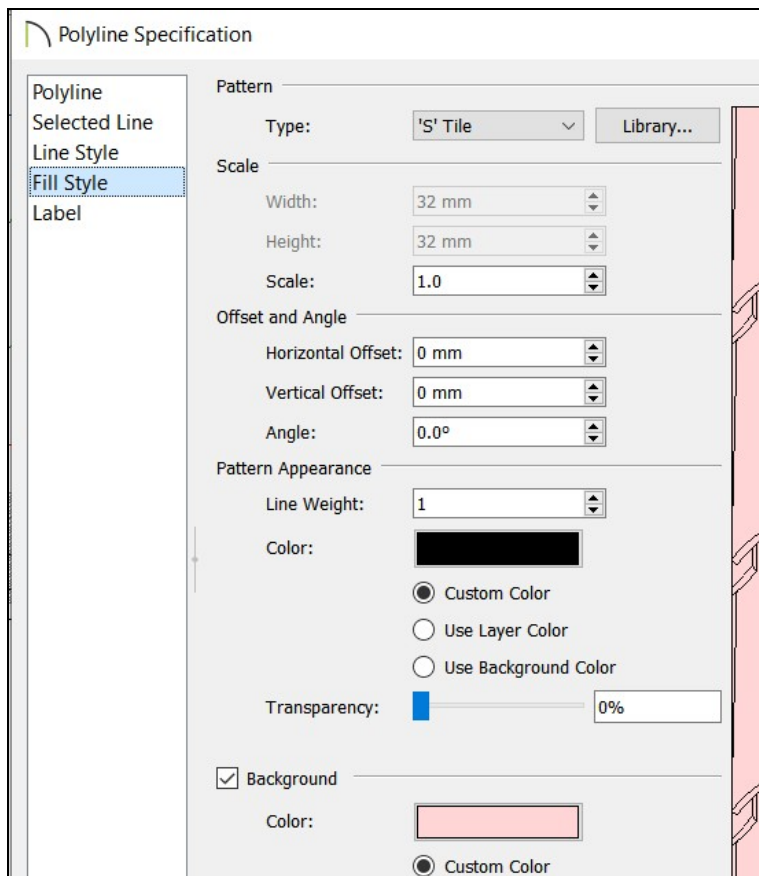 Polyline Specification
Polyline
Selected Line
Line Style
Fill Style
Label
Pattern
Type: 'S' Tile Library...
Scale
Width: 32 mm
Height: 32 mm
Scale: 1.0
Offset and Angle
Horizontal Offset: 0 mm
Vertical Offset: 0 mm
Angle: 0.0°
Pattern Appearance
Line Weight: 1
Color:
Custom Color
Use Layer Color
Use Background Color
Transparency: 0%
Background
Color:
Custom Color